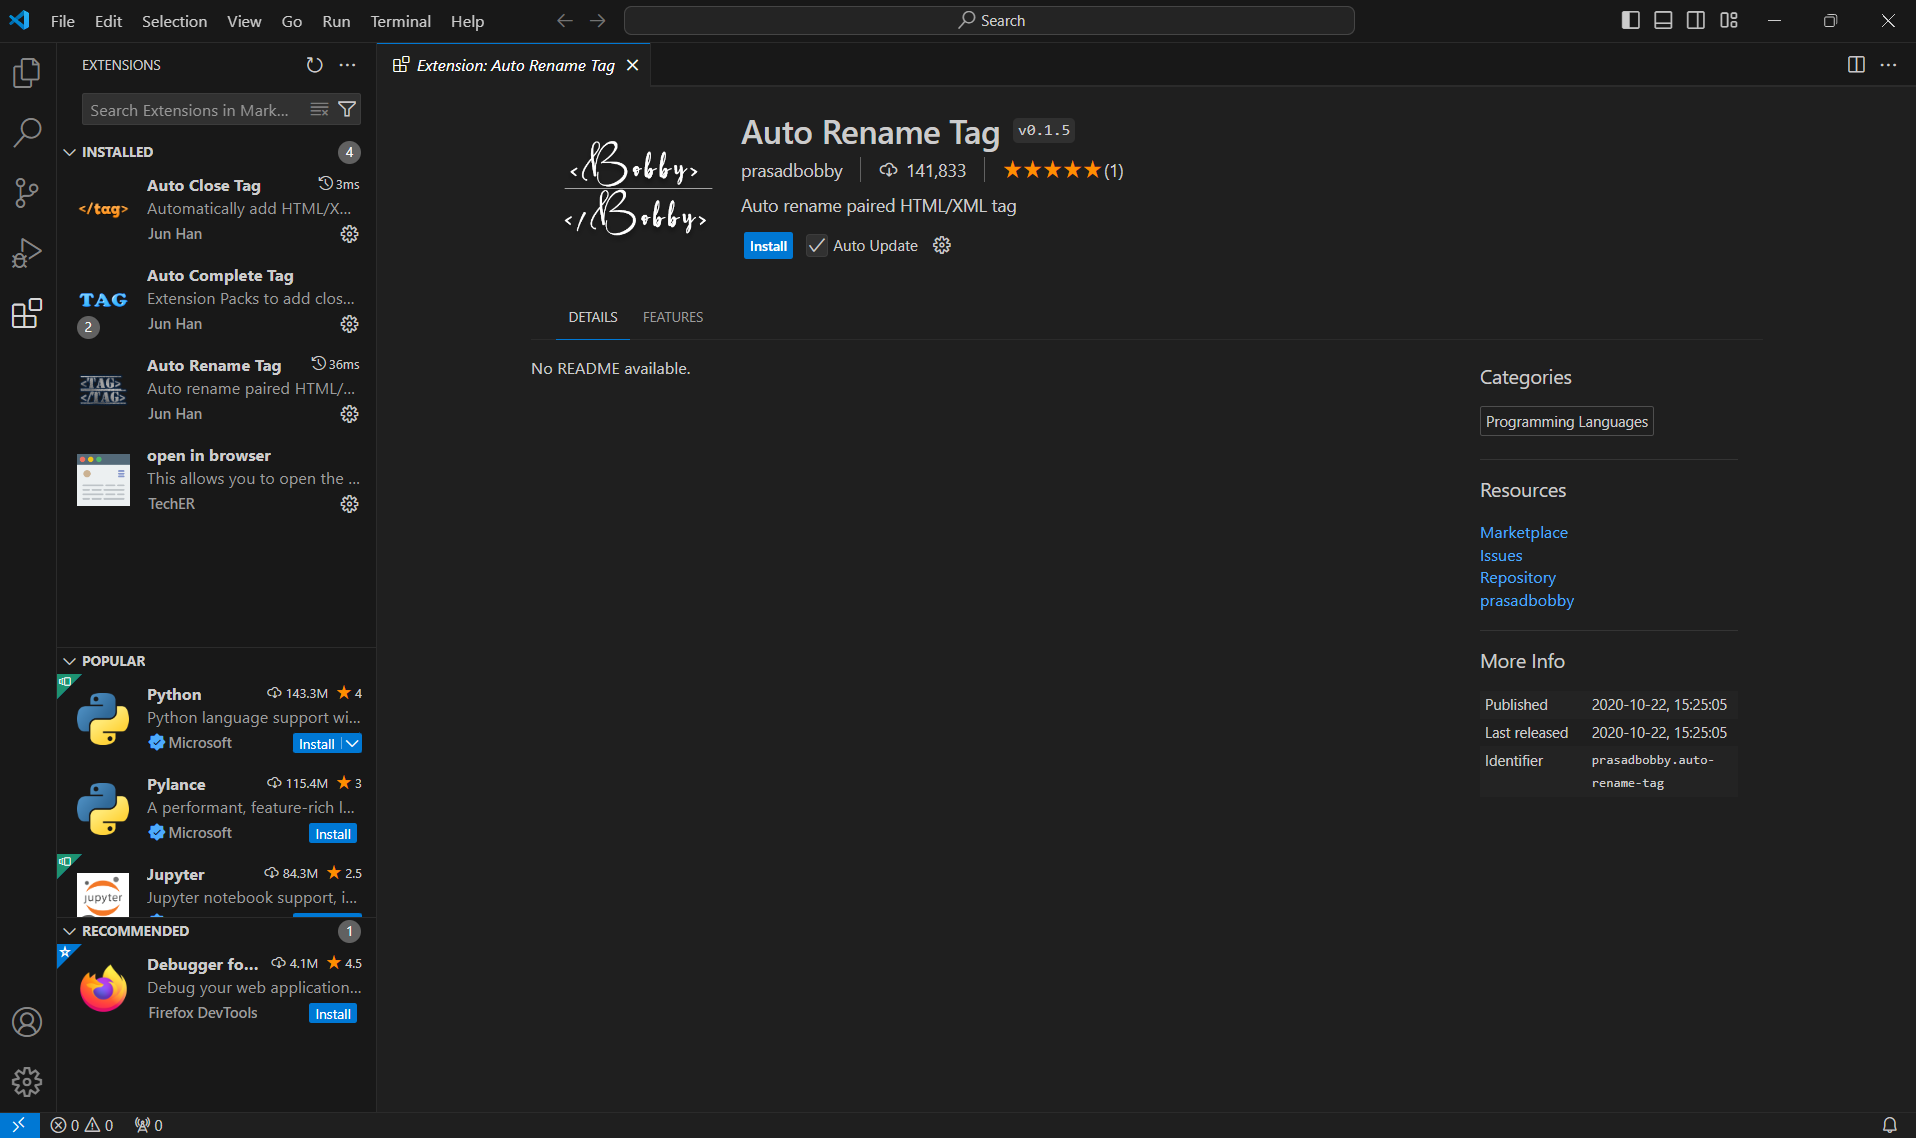 File Edit Selection View Go Run Terminal Help
Search
EXTENSIONS
Search Extensions in Mark...
INSTALLED 4
Auto Close Tag 3ms
</tag>
Automatically add HTML/X...
Jun Han
Auto Complete Tag
TAG
Extension Packs to add clos...
2
Jun Han
Auto Rename Tag 36ms
<TAG>
</TAG>
Auto rename paired HTML/...
Jun Han
open in browser
This allows you to open the ...
TechER
POPULAR
Python 143.3M 4
Python language support wi...
Microsoft Install
Pylance 115.4M 3
A performant, feature-rich l...
Microsoft Install
Jupyter 84.3M 2.5
jupyter
Jupyter notebook support, i...
RECOMMENDED 1
Debugger fo... 4.1M 4.5
Debug your web application...
Firefox DevTools Install
Extension: Auto Rename Tag
<Bobby>
</Bobby>
Auto Rename Tag v0.1.5
prasadbobby 141,833 (1)
Auto rename paired HTML/XML tag
Install Auto Update
DETAILS FEATURES
No README available.
Categories
Programming Languages
Resources
Marketplace
Issues
Repository
prasadbobby
More Info
Published 2020-10-22, 15:25:05
Last released 2020-10-22, 15:25:05
Identifier prasadbobby.auto-
rename-tag
0 0 0